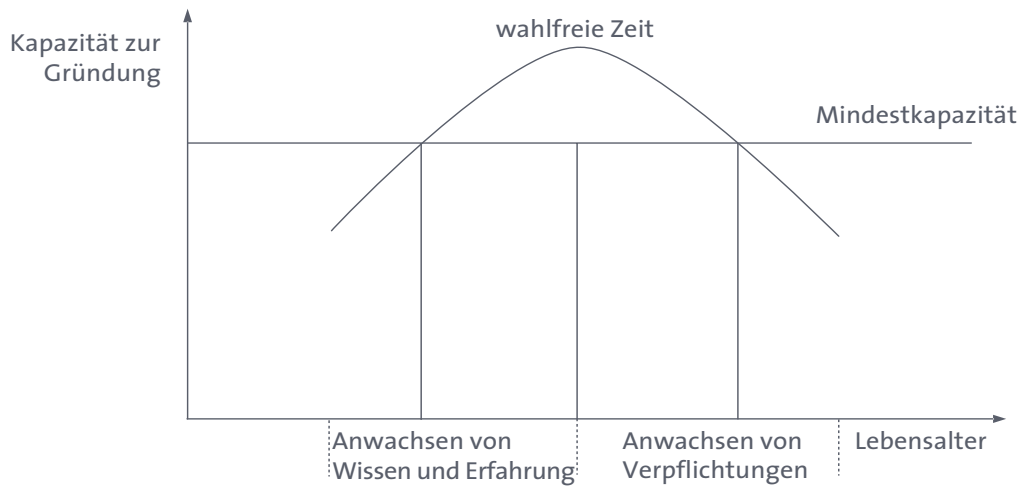 wahlfreie Zeit
Kapazität zur
Gründung
Mindestkapazität
Anwachsen von
Wissen und Erfahrung
Anwachsen von
Verpflichtungen
Lebensalter